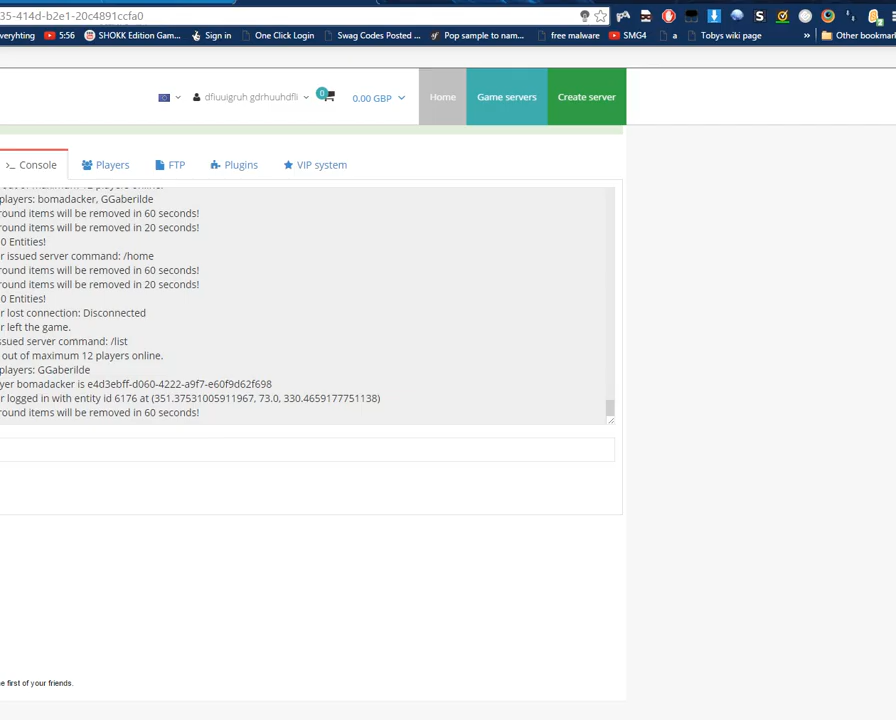 35-414d-b2e1-20c4891ccfa0
everyhting 5:56 SHOKK Edition Gam... Sign in One Click Login Swag Codes Posted ... Pop sample to nam... free malware SMG4 a Tobys wiki page » Other bookmar
dfiuuigruh gdrhuuhdfli 0 0.00 GBP Home Game servers Create server
>_ Console Players FTP Plugins VIP system
out of maximum 12 players online.
players: bomadacker, GGaberilde
round items will be removed in 60 seconds!
round items will be removed in 20 seconds!
0 Entities!
r issued server command: /home
round items will be removed in 60 seconds!
round items will be removed in 20 seconds!
0 Entities!
r lost connection: Disconnected
r left the game.
ssued server command: /list
out of maximum 12 players online.
players: GGaberilde
yer bomadacker is e4d3ebff-d060-4222-a9f7-e60f9d62f698
r logged in with entity id 6176 at (351.37531005911967, 73.0, 330.4659177751138)
round items will be removed in 60 seconds!
e first of your friends.